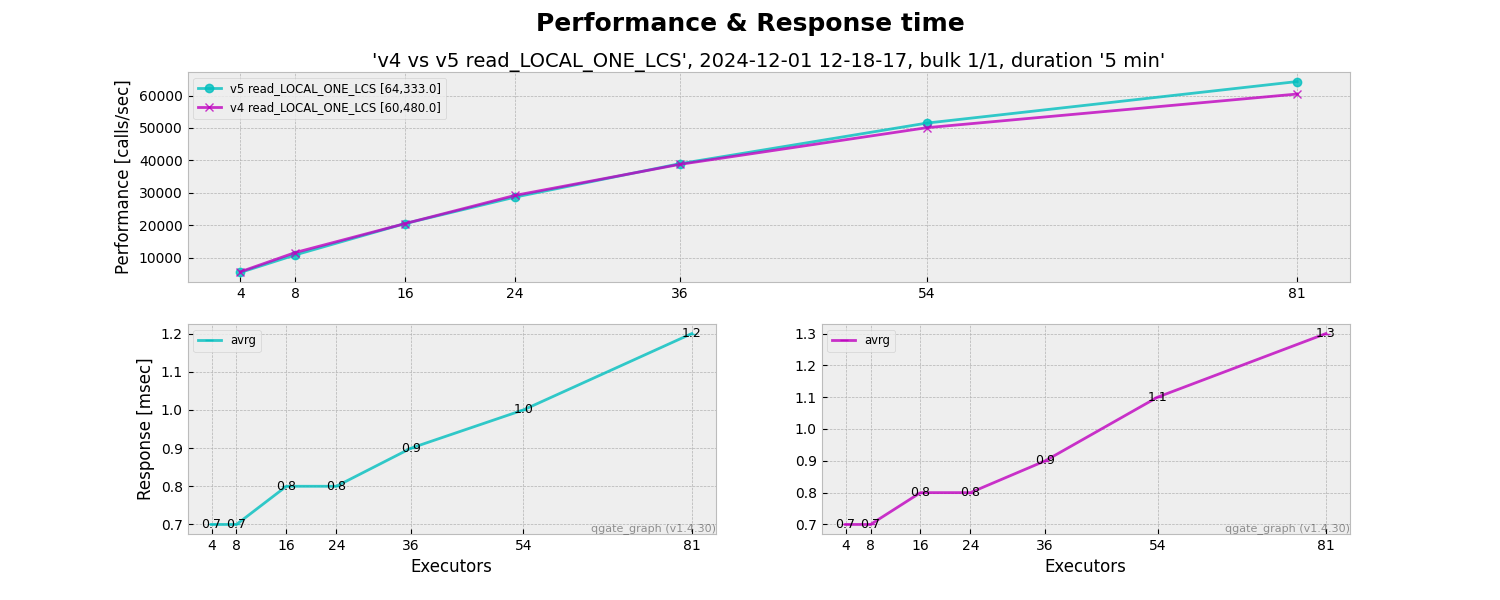 Performance & Response time
'v4 vs v5 read_LOCAL_ONE_LCS', 2024-12-01 12-18-17, bulk 1/1, duration '5 min'
Performance [calls/sec]
v5 read_LOCAL_ONE_LCS [64,333.0]
v4 read_LOCAL_ONE_LCS [60,480.0]
60000
50000
40000
30000
20000
10000
4 8 16 24 36 54 81
Response [msec]
avrg
1.2
1.1
1.0
0.9
0.8
0.7
0.7 0.7 0.8 0.8 0.9 1.0 1.2
qgate_graph (v1.4.30)
4 8 16 24 36 54 81
Executors
avrg
1.3
1.2
1.1
1.0
0.9
0.8
0.7
0.7 0.7 0.8 0.8 0.9 1.1 1.3
qgate_graph (v1.4.30)
4 8 16 24 36 54 81
Executors